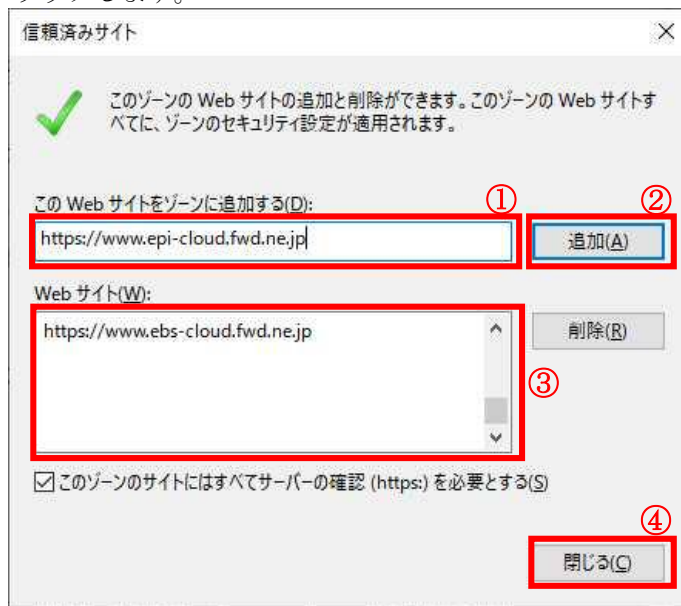 クリックします。
信頼済みサイト
このゾーンの Web サイトの追加と削除ができます。このゾーンの Web サイトす
べてに、ゾーンのセキュリティ設定が適用されます。
この Web サイトをゾーンに追加する(D):
①
②
https://www.epi-cloud.fwd.ne.jp
追加(A)
Web サイト(W):
https://www.ebs-cloud.fwd.ne.jp
削除(R)
③
このゾーンのサイトにはすべてサーバーの確認 (https:) を必要とする(S)
④
閉じる(C)